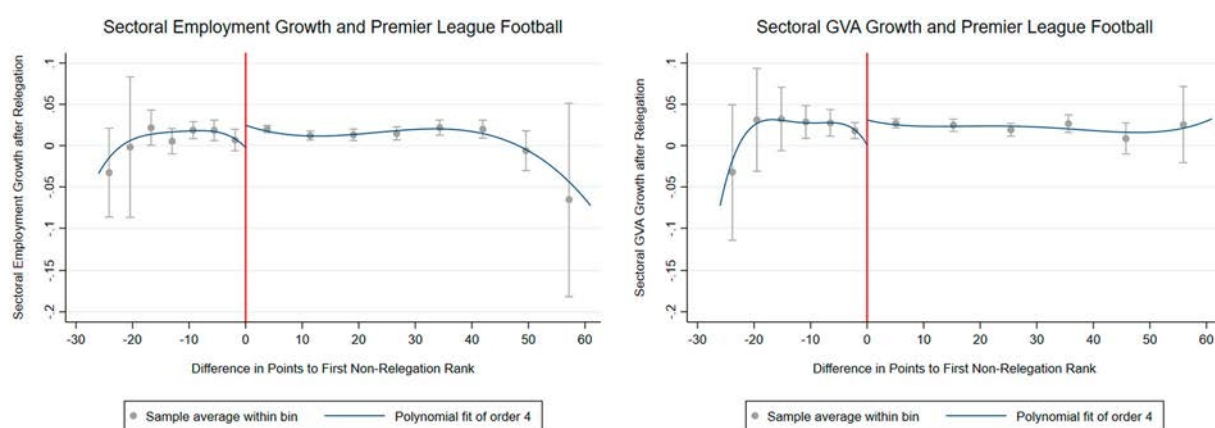 Sectoral Employment Growth and Premier League Football
Sectoral Employment Growth after Relegation
.1
.05
0
-.05
-.1
-.15
-.2
-30 -20 -10 0 10 20 30 40 50 60
Difference in Points to First Non-Relegation Rank
Sample average within bin Polynomial fit of order 4
Sectoral GVA Growth and Premier League Football
Sectoral GVA Growth after Relegation
.1
.05
0
-.05
-.1
-.15
-.2
-30 -20 -10 0 10 20 30 40 50 60
Difference in Points to First Non-Relegation Rank
Sample average within bin Polynomial fit of order 4